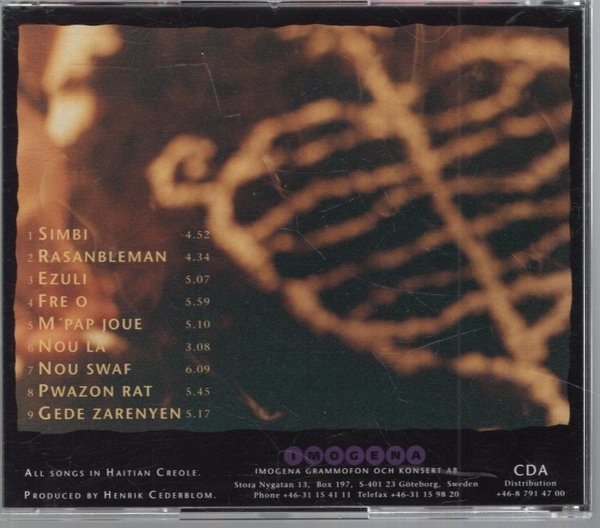 1 SIMBI 4.52
2 RASANBLEMAN 4.34
3 EZULI 5.07
4 FRE O 5.59
5 M´PAP JOUE 5.10
6 NOU LA 3.08
7 NOU SWAF 6.09
8 PWAZON RAT 5.45
9 GEDE ZARENYEN 5.17
IMOGENA
ALL SONGS IN HAITIAN CREOLE.
IMOGENA GRAMMOFON OCH KONSERT AB
CDA
Stora Nygatan 13, Box 197, S-401 23 Göteborg, Sweden
Distribution
PRODUCED BY HENRIK CEDERBLOM.
Phone +46-31 15 41 11 Telefax +46-31 15 98 20
+46-8 791 47 00